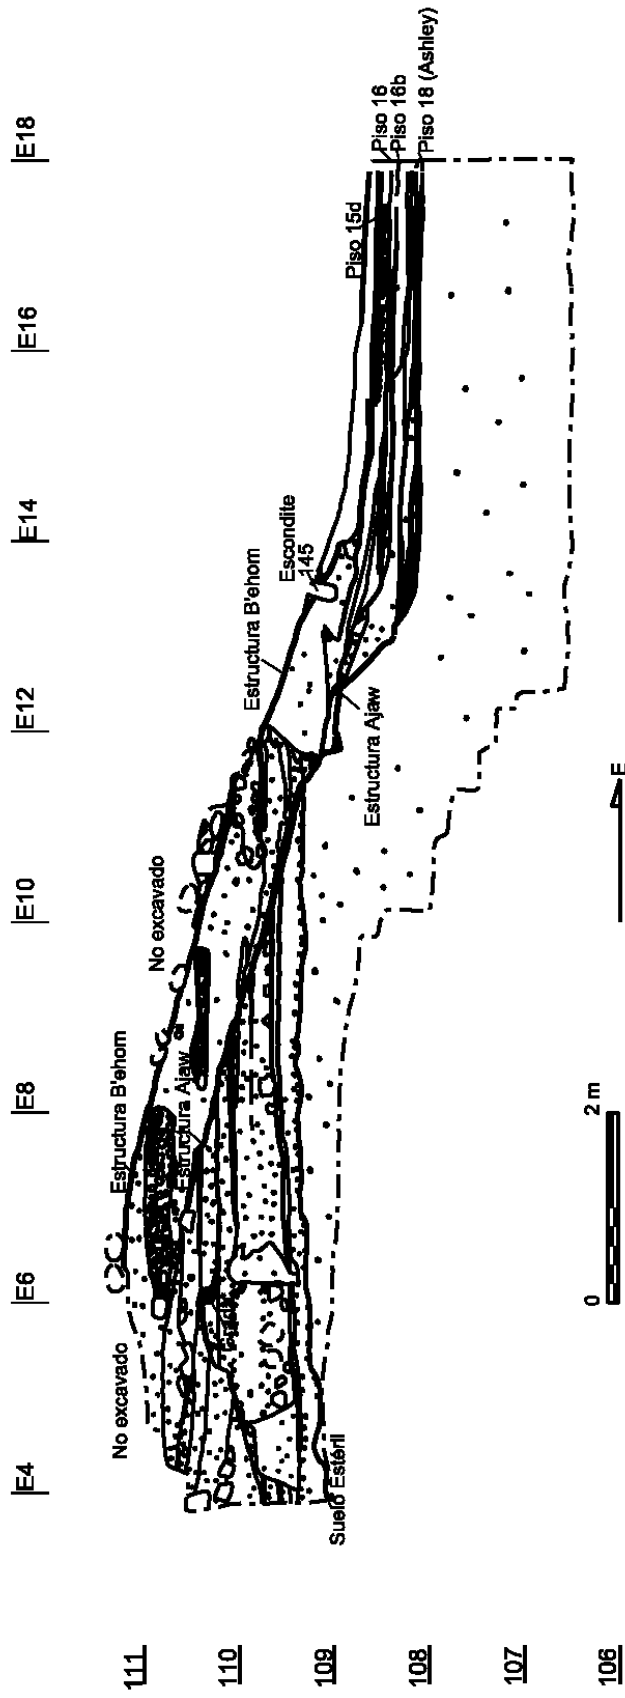 E4
E6
E8
E10
E12
E14
E16
E18
No excavado
Estructura B'ehom
Estructura Ajaw
No excavado
Estructura B'ehom
Escondite
145
Piso 15d
Piso 16
Piso 16b
Piso 18 (Ashley)
Estructura Ajaw
Suelo Estéril
111
110
109
108
107
106
0
2 m
E